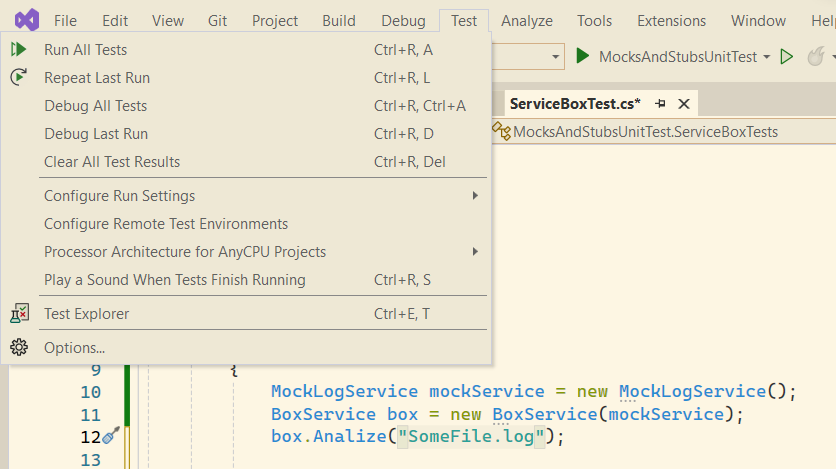 File Edit View Git Project Build Debug Test Analyze Tools Extensions Window Help
Run All Tests Ctrl+R, A
Repeat Last Run Ctrl+R, L
Debug All Tests Ctrl+R, Ctrl+A
Debug Last Run Ctrl+R, D
Clear All Test Results Ctrl+R, Del
Configure Run Settings
Configure Remote Test Environments
Processor Architecture for AnyCPU Projects
Play a Sound When Tests Finish Running Ctrl+R, S
Test Explorer Ctrl+E, T
Options...
MocksAndStubsUnitTest
ServiceBoxTest.cs*
MocksAndStubsUnitTest.ServiceBoxTests
9 {
10 MockLogService mockService = new MockLogService();
11 BoxService box = new BoxService(mockService);
12 box.Analize("SomeFile.log");
13